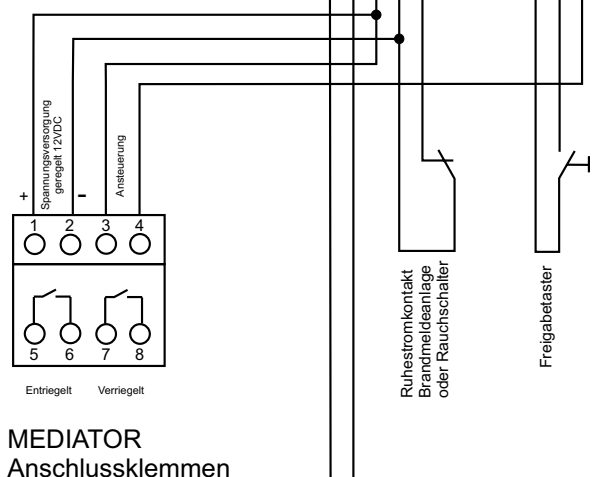 Spannungsversorgung
geregelt 12VDC
Ansteuerung
+
-
1 2 3 4
5 6 7 8
Entriegelt Verriegelt
MEDIATOR
Anschlussklemmen
Ruhestromkontakt
Brandmeldeanlage
oder Rauchschalter
Freigabetaster